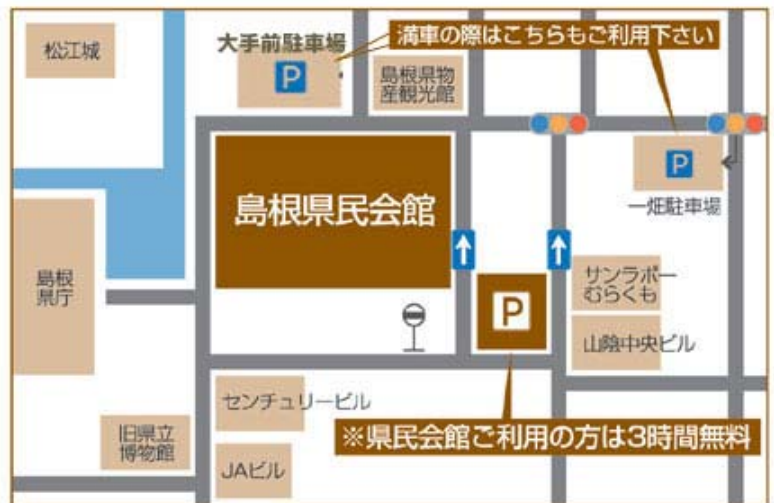 松江城
大手前駐車場
P
満車の際はこちらもご利用下さい
島根県物
産観光館
島根県民会館
P
一畑駐車場
島根
県庁
P
サンラポー
むらくも
山陰中央ビル
センチュリービル
※県民会館ご利用の方は3時間無料
旧県立
博物館
JAビル